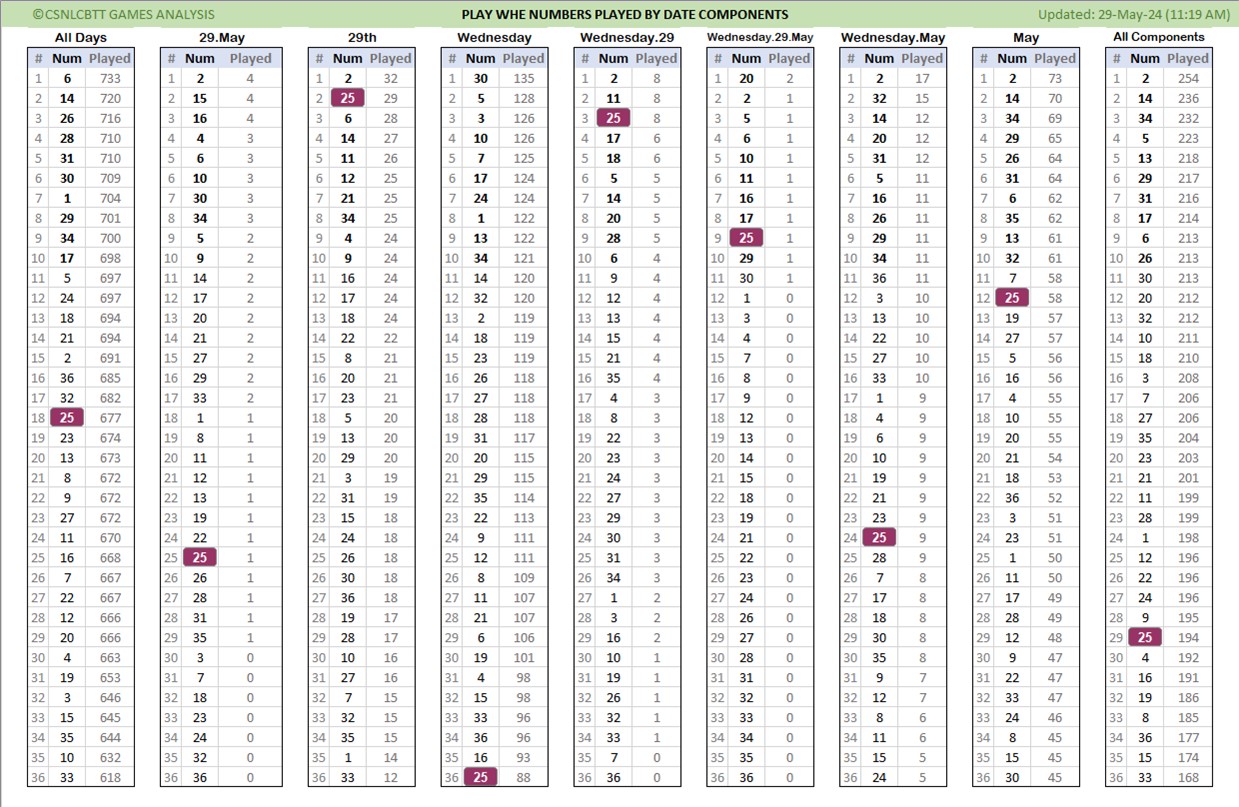 ©CSNLCBTT GAMES ANALYSIS PLAY WHE NUMBERS PLAYED BY DATE COMPONENTS Updated: 29-May-24 (11:19 AM)
All Days 29.May 29th Wednesday Wednesday.29 Wednesday.29.May Wednesday.May May All Components
# Num Played # Num Played # Num Played # Num Played # Num Played # Num Played # Num Played # Num Played # Num Played
1 6 733 1 2 4 1 2 32 1 30 135 1 2 8 1 20 2 1 2 17 1 2 73 1 2 254
2 14 720 2 15 4 2 25 29 2 5 128 2 11 8 2 2 1 2 32 15 2 14 70 2 14 236
3 26 716 3 16 4 3 6 28 3 3 126 3 25 8 3 5 1 3 14 12 3 34 69 3 34 232
4 28 710 4 4 3 4 14 27 4 10 126 4 17 6 4 6 1 4 20 12 4 29 65 4 5 223
5 31 710 5 6 3 5 11 26 5 7 125 5 18 6 5 10 1 5 31 12 5 26 64 5 13 218
6 30 709 6 10 3 6 12 25 6 17 124 6 5 5 6 11 1 6 5 11 6 31 64 6 29 217
7 1 704 7 30 3 7 21 25 7 24 124 7 14 5 7 16 1 7 16 11 7 6 62 7 31 216
8 29 701 8 34 3 8 34 25 8 1 122 8 20 5 8 17 1 8 26 11 8 35 62 8 17 214
9 34 700 9 5 2 9 4 24 9 13 122 9 28 5 9 25 1 9 29 11 9 13 61 9 6 213
10 17 698 10 9 2 10 9 24 10 34 121 10 6 4 10 29 1 10 34 11 10 32 61 10 26 213
11 5 697 11 14 2 11 16 24 11 14 120 11 9 4 11 30 1 11 36 11 11 7 58 11 30 213
12 24 697 12 17 2 12 17 24 12 32 120 12 12 4 12 1 0 12 3 10 12 25 58 12 20 212
13 18 694 13 20 2 13 18 24 13 2 119 13 13 4 13 3 0 13 13 10 13 19 57 13 32 212
14 21 694 14 21 2 14 22 22 14 18 119 14 15 4 14 4 0 14 22 10 14 27 57 14 10 211
15 2 691 15 27 2 15 8 21 15 23 119 15 21 4 15 7 0 15 27 10 15 5 56 15 18 210
16 36 685 16 29 2 16 20 21 16 26 118 16 35 4 16 8 0 16 33 10 16 16 56 16 3 208
17 32 682 17 33 2 17 23 21 17 27 118 17 4 3 17 9 0 17 1 9 17 4 55 17 7 206
18 25 677 18 1 1 18 5 20 18 28 118 18 8 3 18 12 0 18 4 9 18 10 55 18 27 206
19 23 674 19 8 1 19 13 20 19 31 117 19 22 3 19 13 0 19 6 9 19 20 55 19 35 204
20 13 673 20 11 1 20 29 20 20 20 115 20 23 3 20 14 0 20 10 9 20 21 54 20 23 203
21 8 672 21 12 1 21 3 19 21 29 115 21 24 3 21 15 0 21 19 9 21 18 53 21 21 201
22 9 672 22 13 1 22 31 19 22 35 114 22 27 3 22 18 0 22 21 9 22 36 52 22 11 199
23 27 672 23 19 1 23 15 18 23 22 113 23 29 3 23 19 0 23 23 9 23 3 51 23 28 199
24 11 670 24 22 1 24 24 18 24 9 111 24 30 3 24 21 0 24 25 9 24 23 51 24 1 198
25 16 668 25 25 1 25 26 18 25 12 111 25 31 3 25 22 0 25 28 9 25 1 50 25 12 196
26 7 667 26 26 1 26 30 18 26 8 109 26 34 3 26 23 0 26 7 8 26 11 50 26 22 196
27 22 667 27 28 1 27 36 18 27 11 107 27 1 2 27 24 0 27 17 8 27 17 49 27 24 196
28 12 666 28 31 1 28 19 17 28 21 107 28 3 2 28 26 0 28 18 8 28 28 49 28 9 195
29 20 666 29 35 1 29 28 17 29 6 106 29 16 2 29 27 0 29 30 8 29 12 48 29 25 194
30 4 663 30 3 0 30 10 16 30 19 101 30 10 1 30 28 0 30 35 8 30 9 47 30 4 192
31 19 653 31 7 0 31 27 16 31 4 98 31 19 1 31 31 0 31 9 7 31 22 47 31 16 191
32 3 646 32 18 0 32 7 15 32 15 98 32 26 1 32 32 0 32 12 7 32 33 47 32 19 186
33 15 645 33 23 0 33 32 15 33 33 96 33 32 1 33 33 0 33 8 6 33 24 46 33 8 185
34 35 644 34 24 0 34 35 15 34 36 96 34 33 1 34 34 0 34 11 6 34 8 45 34 36 177
35 10 632 35 32 0 35 1 14 35 16 93 35 7 0 35 35 0 35 15 5 35 15 45 35 15 174
36 33 618 36 36 0 36 33 12 36 25 88 36 36 0 36 36 0 36 24 5 36 30 45 36 33 168